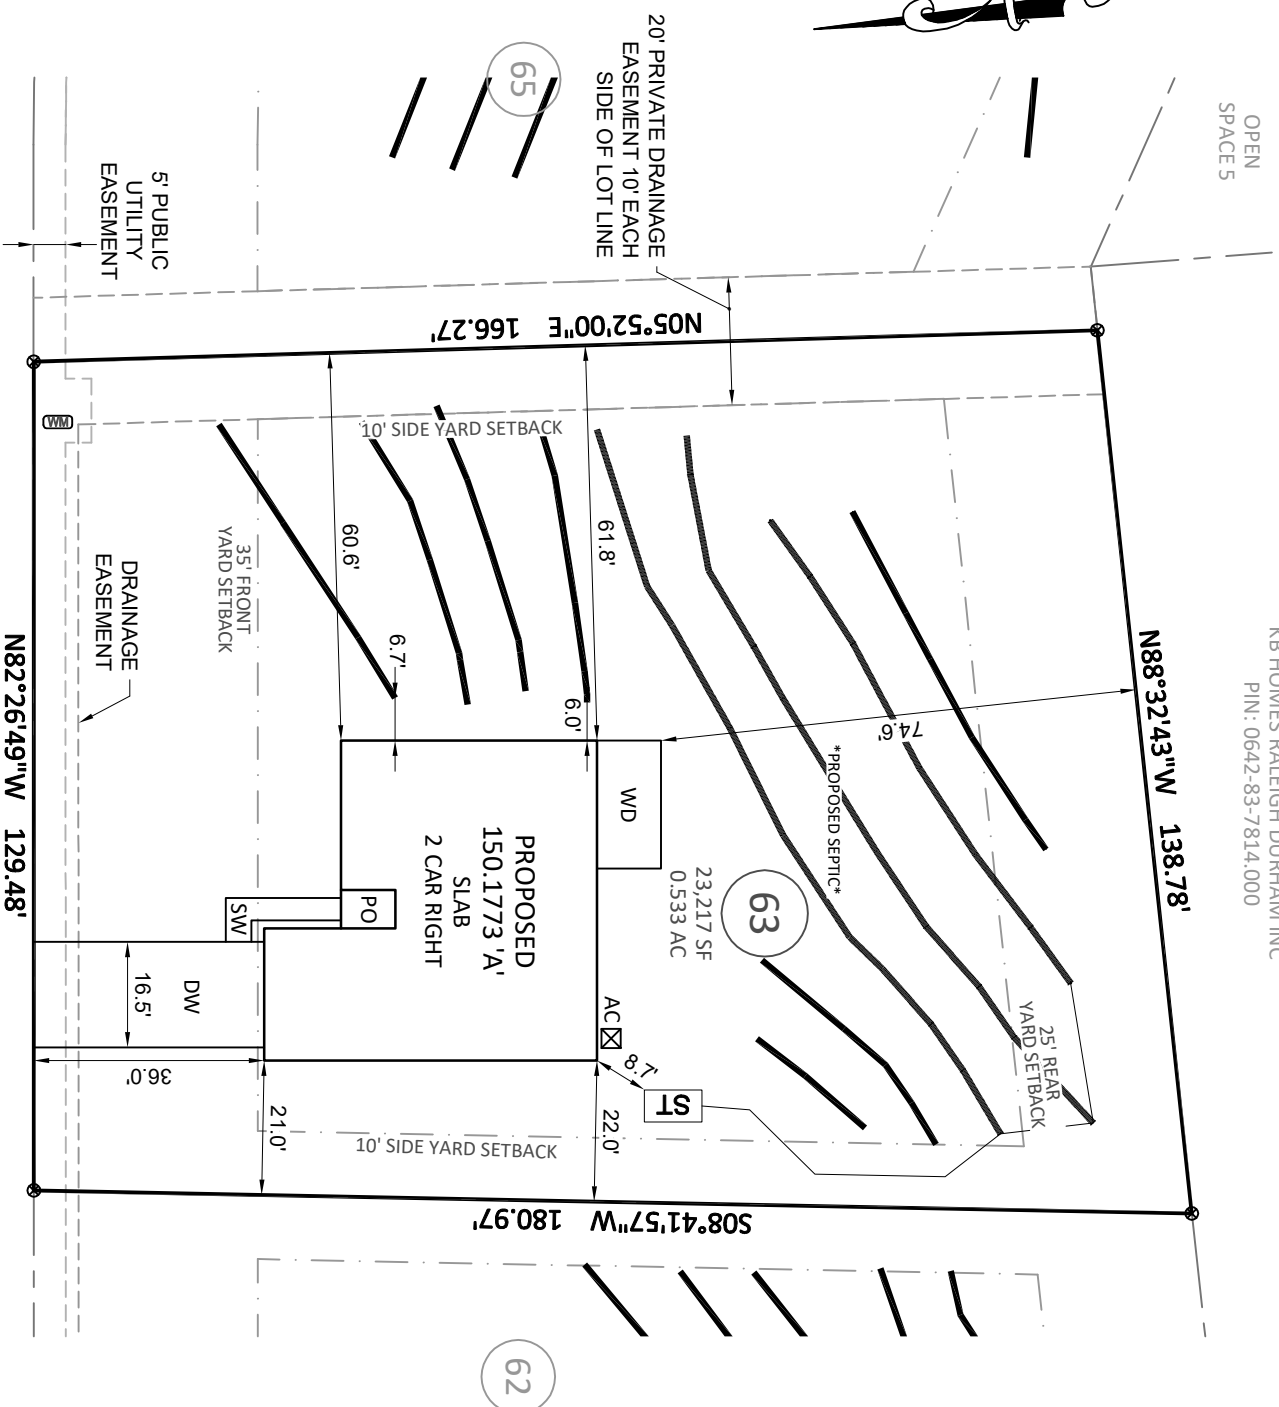 OPEN
SPACE 5
KB HOMES RALEIGH DURHAM INC
PIN: 0642-83-7814.000
20' PRIVATE DRAINAGE
EASEMENT 10' EACH
SIDE OF LOT LINE
65
5' PUBLIC
UTILITY
EASEMENT
N05°52'00"E 166.27'
N88°32'43"W 138.78'
WM
10' SIDE YARD SETBACK
35' FRONT
YARD SETBACK
DRAINAGE
EASEMENT
60.6'
61.8'
6.7'
6.0'
74.6'
*PROPOSED SEPTIC*
WD
PROPOSED
150.1773 'A'
SLAB
2 CAR RIGHT
PO
SW
63
23,217 SF
0.533 AC
DW
16.5'
36.0'
AC
8.7'
ST
25' REAR
YARD SETBACK
21.0'
22.0'
10' SIDE YARD SETBACK
N82°26'49"W 129.48'
S08°41'57"W 180.97'
62